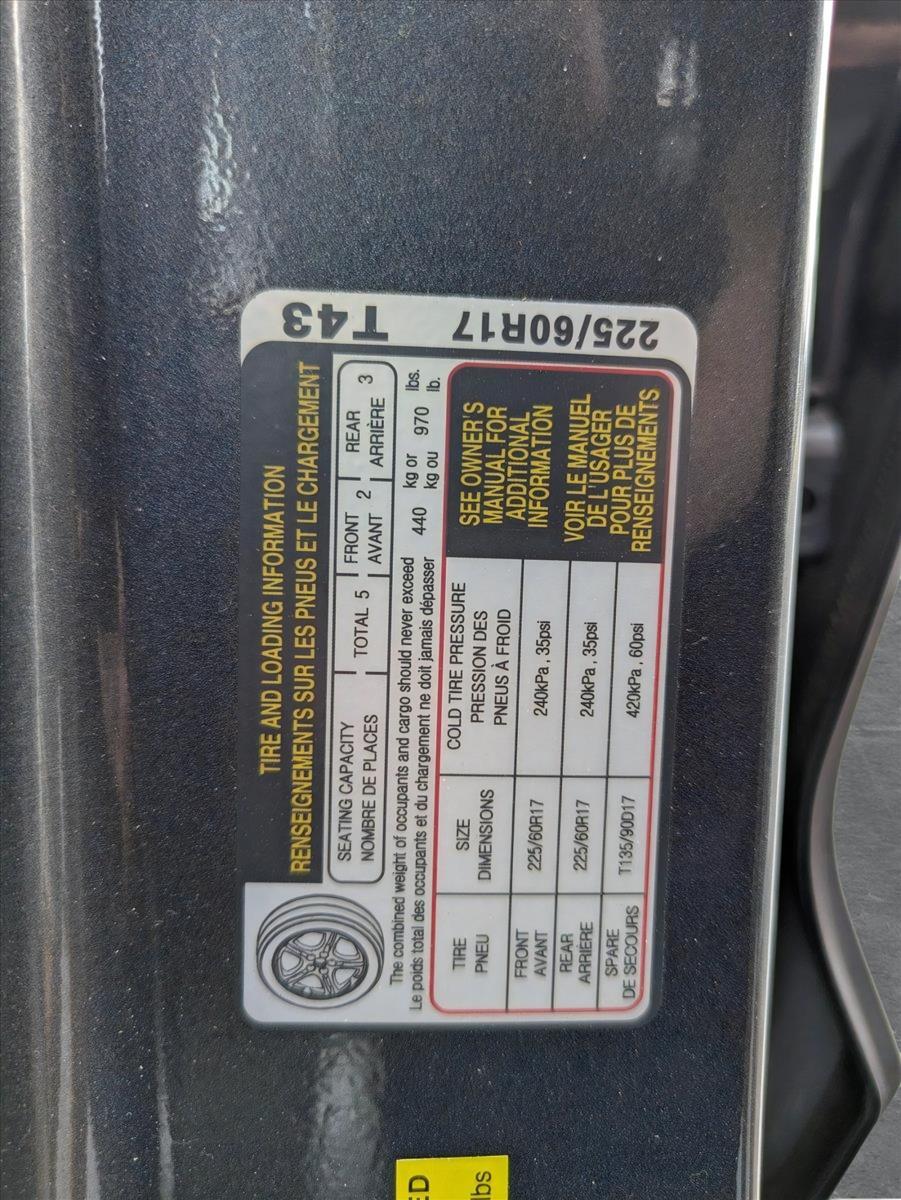 TIRE AND LOADING INFORMATION
RENSEIGNEMENTS SUR LES PNEUS ET LE CHARGEMENT
SEATING CAPACITY TOTAL 5 FRONT 2 REAR 3
NOMBRE DE PLACES AVANT ARRIÈRE
The combined weight of occupants and cargo should never exceed 440 kg or 970 lbs.
Le poids total des occupants et du chargement ne doit jamais dépasser kg ou lb.
TIRE SIZE COLD TIRE PRESSURE
PNEU DIMENSIONS PRESSION DES
PNEUS À FROID
FRONT 225/60R17 240kPa, 35psi
AVANT
REAR 225/60R17 240kPa, 35psi
ARRIÈRE
SPARE T135/90D17 420kPa, 60psi
DE SECOURS
SEE OWNER'S
MANUAL FOR
ADDITIONAL
INFORMATION
VOIR LE MANUEL
DE L'USAGER
POUR PLUS DE
RENSEIGNEMENTS
T43
225/60R17
ED
lbs